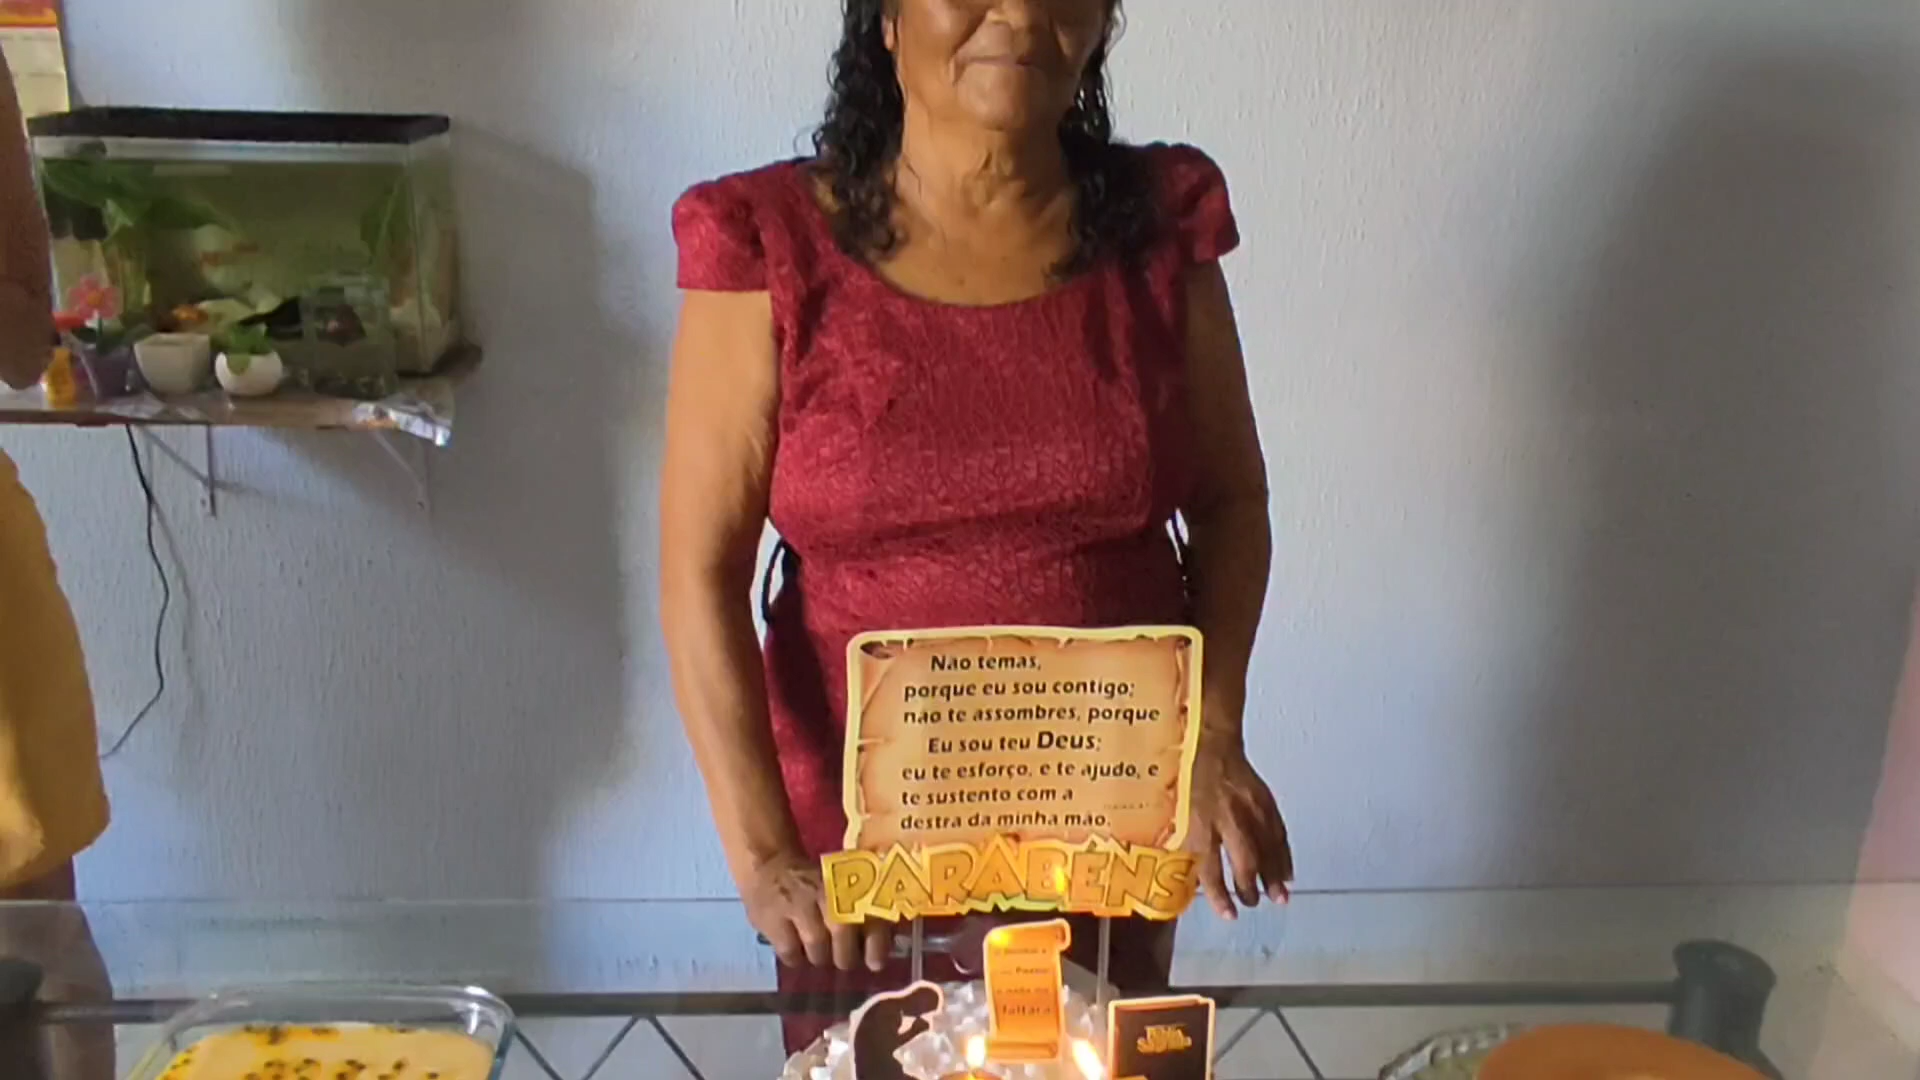 Não temas,
porque eu sou contigo;
não te assombres, porque
Eu sou teu Deus;
eu te esforço, e te ajudo, e
te sustento com a
destra da minha mão.
PARABÉNS
faltará